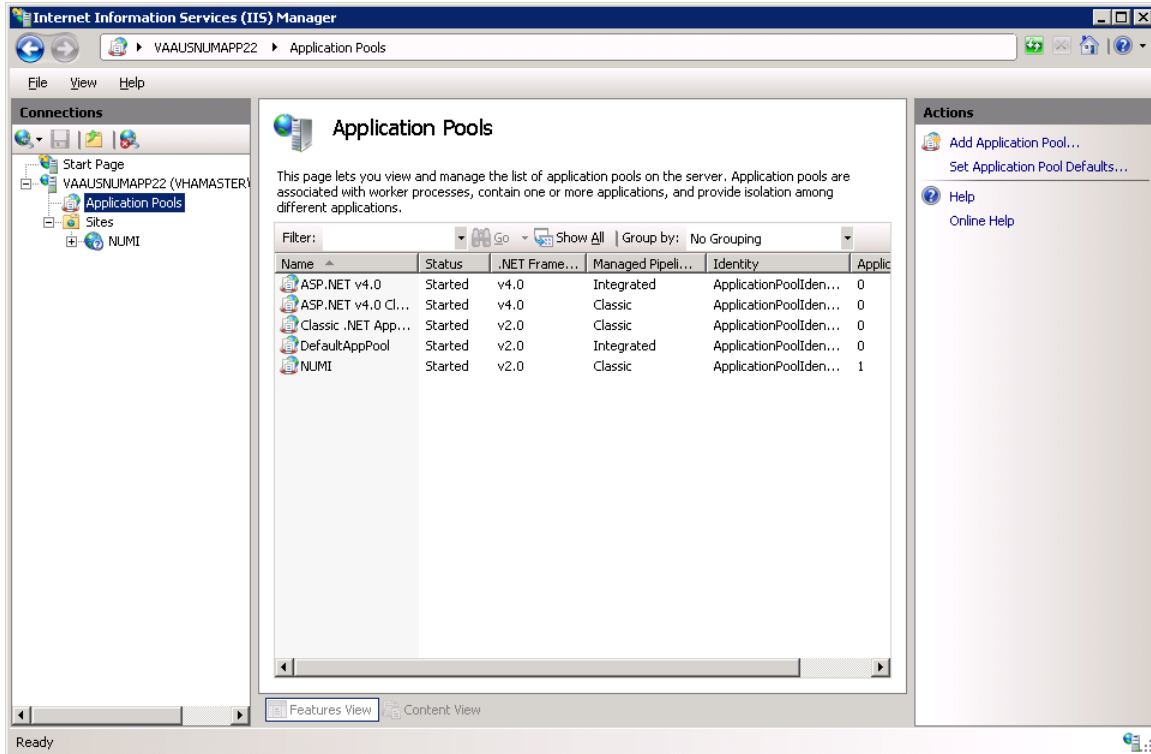 Internet Information Services (IIS) Manager
VAAUSNUMAPP22 Application Pools
File View Help
Connections
Start Page
VAAUSNUMAPP22 (VHAMASTER\
Application Pools
Sites
NUMI
Application Pools
This page lets you view and manage the list of application pools on the server. Application pools are
associated with worker processes, contain one or more applications, and provide isolation among
different applications.
Filter: Go Show All Group by: No Grouping
Name Status .NET Frame... Managed Pipeli... Identity Applic
ASP.NET v4.0 Started v4.0 Integrated ApplicationPoolIden... 0
ASP.NET v4.0 Cl... Started v4.0 Classic ApplicationPoolIden... 0
Classic .NET App... Started v2.0 Classic ApplicationPoolIden... 0
DefaultAppPool Started v2.0 Integrated ApplicationPoolIden... 0
NUMI Started v2.0 Classic ApplicationPoolIden... 1
Features View Content View
Actions
Add Application Pool...
Set Application Pool Defaults...
Help
Online Help
Ready